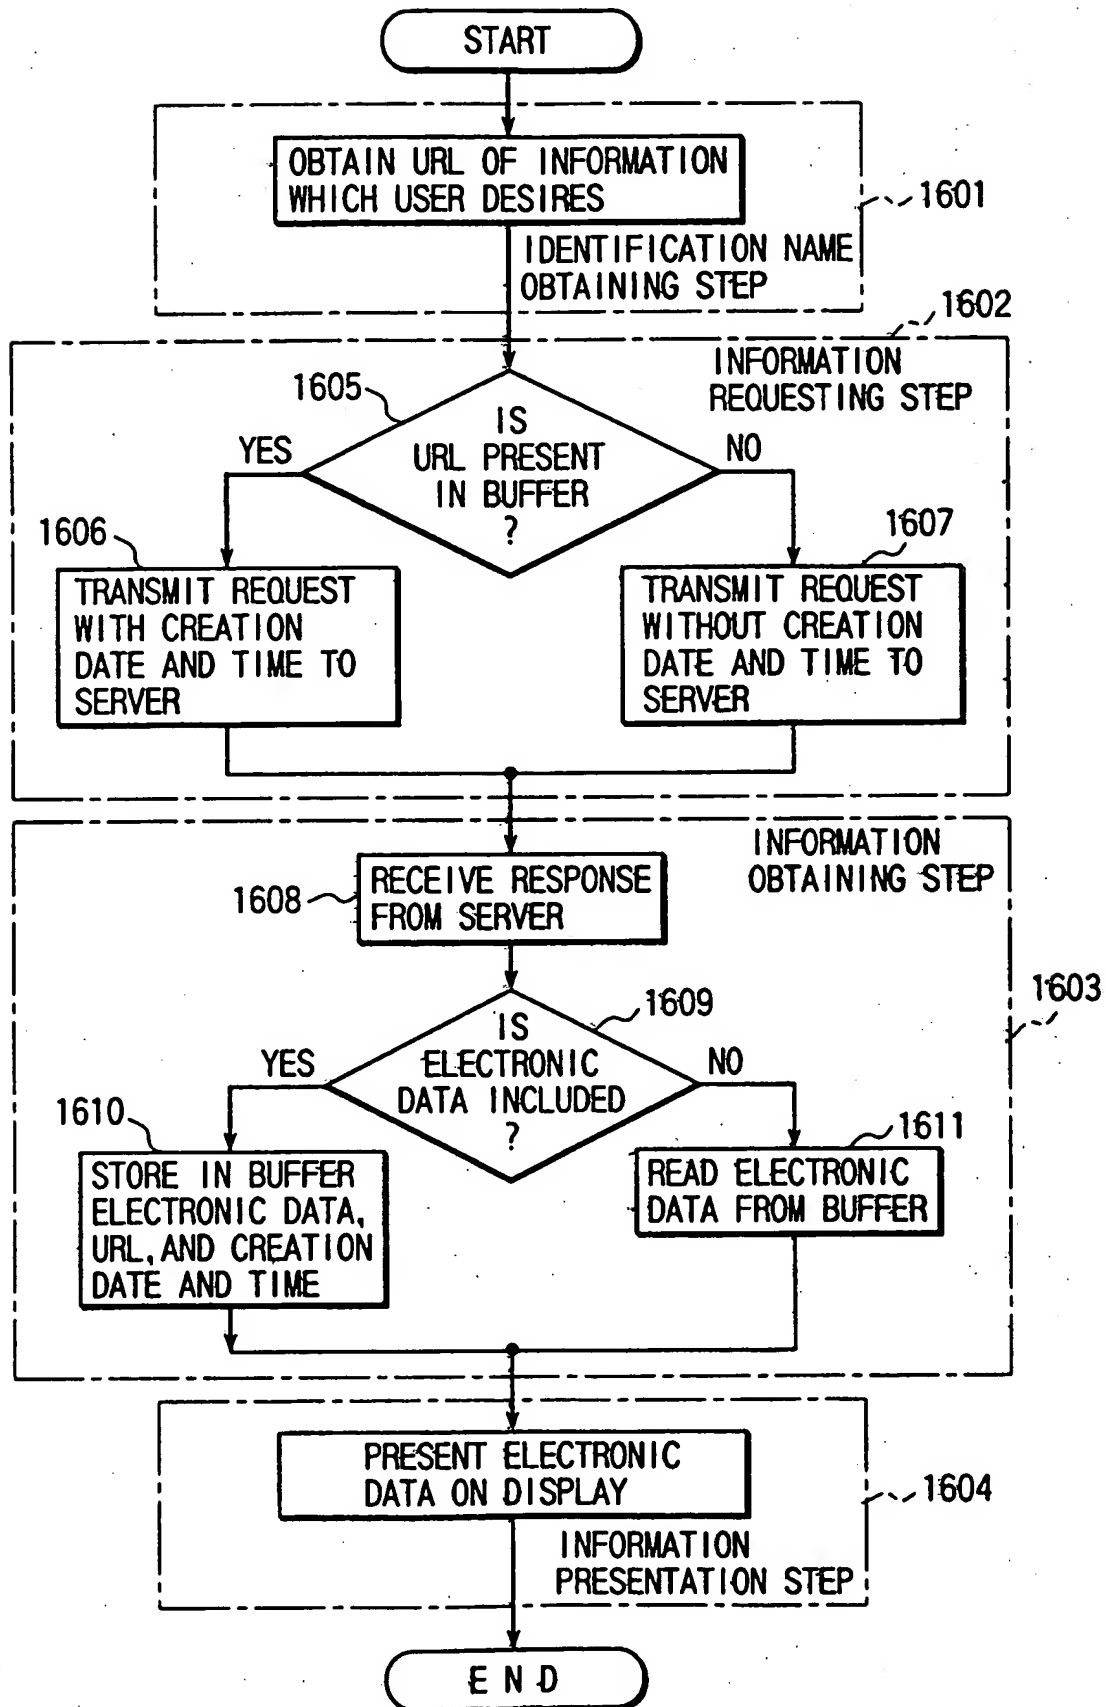 START
OBTAIN URL OF INFORMATION
WHICH USER DESIRES
1601
IDENTIFICATION NAME
OBTAINING STEP
1602
INFORMATION
REQUESTING STEP
1605
IS
URL PRESENT
IN BUFFER
?
YES
NO
1606
TRANSMIT REQUEST
WITH CREATION
DATE AND TIME TO
SERVER
1607
TRANSMIT REQUEST
WITHOUT CREATION
DATE AND TIME TO
SERVER
INFORMATION
OBTAINING STEP
1608
RECEIVE RESPONSE
FROM SERVER
1603
1609
IS
ELECTRONIC
DATA INCLUDED
?
YES
NO
1610
STORE IN BUFFER
ELECTRONIC DATA,
URL, AND CREATION
DATE AND TIME
1611
READ ELECTRONIC
DATA FROM BUFFER
PRESENT ELECTRONIC
DATA ON DISPLAY
1604
INFORMATION
PRESENTATION STEP
END